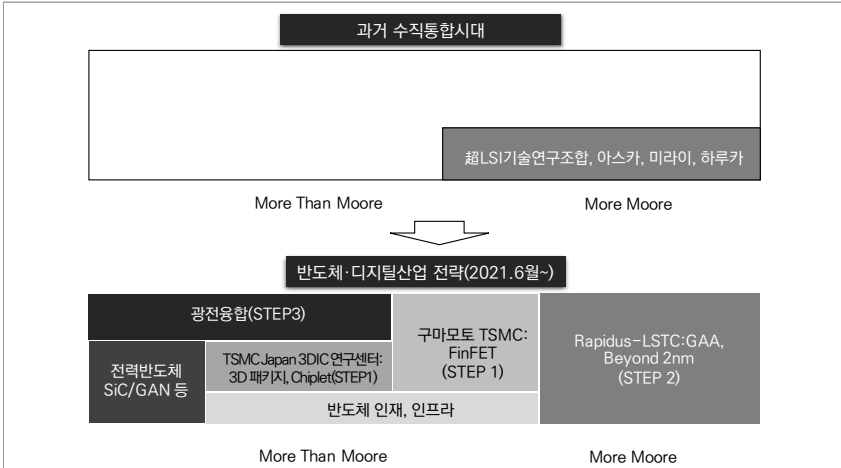 과거 수직통합시대
超LSI기술연구조합, 아스카, 미라이, 하루카
More Than Moore
More Moore
반도체·디지털산업 전략(2021.6월~)
광전융합(STEP3)
구마모토 TSMC:
FinFET
(STEP 1)
Rapidus-LSTC:GAA,
Beyond 2nm
(STEP 2)
전력반도체
SiC/GAN 등
TSMC Japan 3DIC 연구센터:
3D 패키지, Chiplet(STEP1)
반도체 인재, 인프라
More Than Moore
More Moore